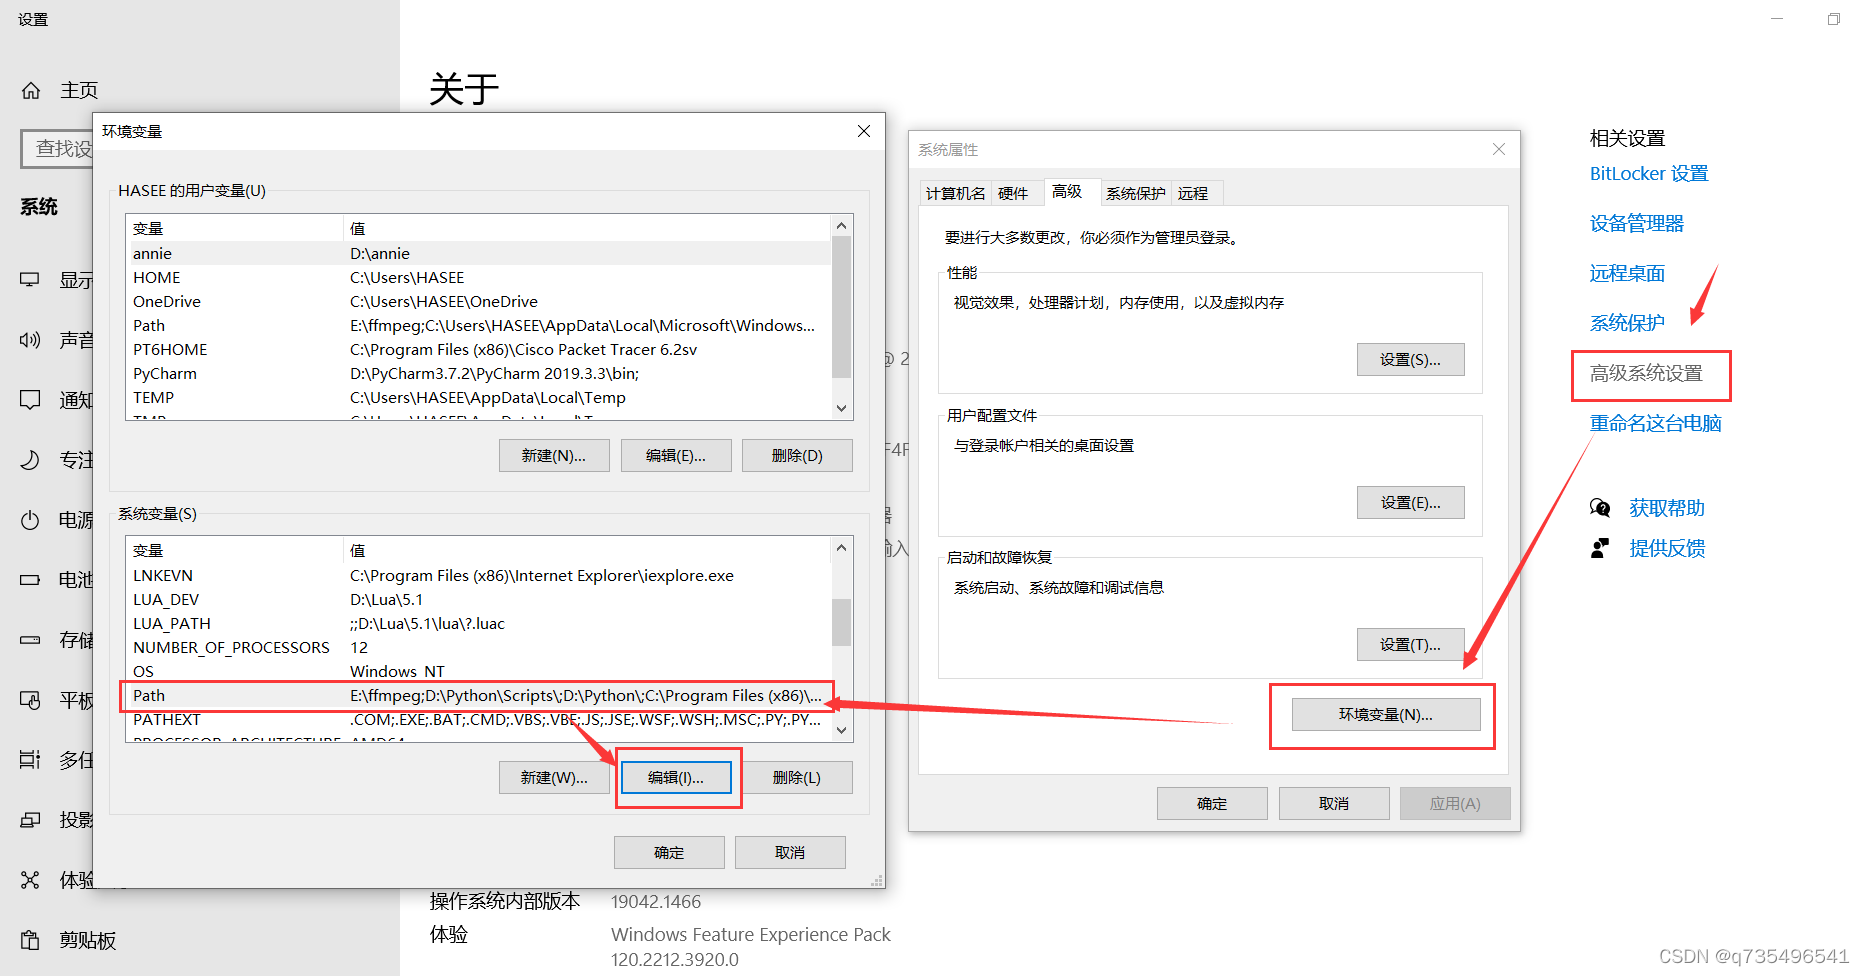 设置
主页
关于
查找设
系统
显示
声音
通知
专注
电源
电池
存储
平板
多任
投影
体验
剪贴板
环境变量
HASEE 的用户变量(U)
变量 值
annie D:\annie
HOME C:\Users\HASEE
OneDrive C:\Users\HASEE\OneDrive
Path E:\ffmpeg;C:\Users\HASEE\AppData\Local\Microsoft\Windows...
PT6HOME C:\Program Files (x86)\Cisco Packet Tracer 6.2sv
PyCharm D:\PyCharm3.7.2\PyCharm 2019.3.3\bin;
TEMP C:\Users\HASEE\AppData\Local\Temp
新建(N)... 编辑(E)... 删除(D)
系统变量(S)
变量 值
LNKEVN C:\Program Files (x86)\Internet Explorer\iexplore.exe
LUA_DEV D:\Lua\5.1
LUA_PATH ;;D:\Lua\5.1\lua\?.luac
NUMBER_OF_PROCESSORS 12
OS Windows_NT
Path E:\ffmpeg;D:\Python\Scripts\;D:\Python\;C:\Program Files (x86)\...
PATHEXT .COM;.EXE;.BAT;.CMD;.VBS;.VBE;.JS;.JSE;.WSF;.WSH;.MSC;.PY;.PY...
PROCESSOR_ARCHITECTURE AMD64
新建(W)... 编辑(I)... 删除(L)
确定 取消
@ 2
F4F
器
输入
操作系统内部版本 19042.1466
体验 Windows Feature Experience Pack
120.2212.3920.0
系统属性
计算机名 硬件 高级 系统保护 远程
要进行大多数更改，你必须作为管理员登录。
性能
视觉效果，处理器计划，内存使用，以及虚拟内存
设置(S)...
用户配置文件
与登录帐户相关的桌面设置
设置(E)...
启动和故障恢复
系统启动、系统故障和调试信息
设置(T)...
环境变量(N)...
确定 取消 应用(A)
相关设置
BitLocker 设置
设备管理器
远程桌面
系统保护
高级系统设置
重命名这台电脑
获取帮助
提供反馈
CSDN @q735496541